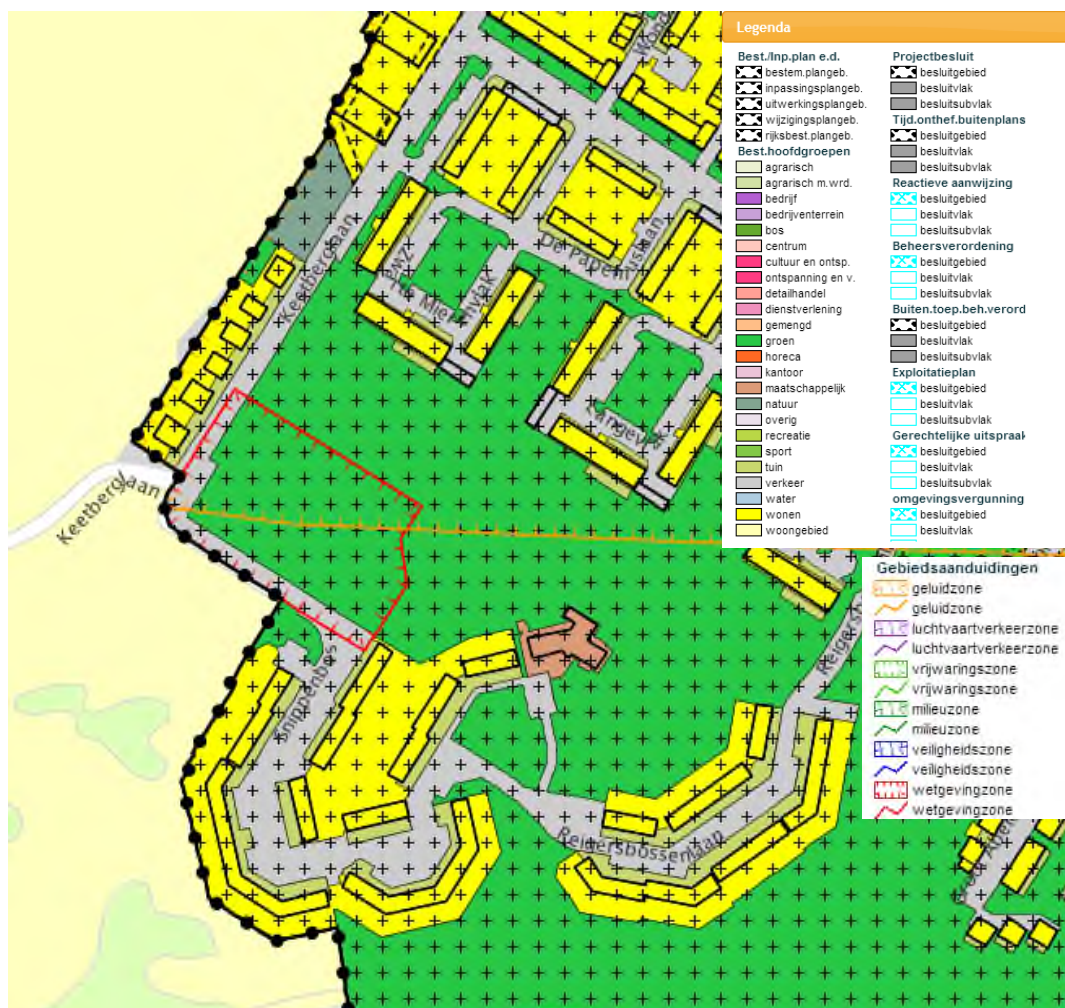 Legenda
Best./Inp.plan e.d.
bestem.plangeb.
inpassingsplangeb.
uitwerkingsplangeb.
wijzigingsplangeb.
rijksbest.plangeb.
Best.hoofdgroepen
agrarisch
agrarisch m.wrd.
bedrijf
bedrijventerrein
bos
centrum
cultuur en ontsp.
ontspanning en v.
detailhandel
dienstverlening
gemengd
groen
horeca
kantoor
maatschappelijk
natuur
overig
recreatie
sport
tuin
verkeer
water
wonen
woongebied
Projectbesluit
besluitgebied
besluitvlak
besluitsubvlak
Tijd.onthef.buitenplans
besluitgebied
besluitvlak
besluitsubvlak
Reactieve aanwijzing
besluitgebied
besluitvlak
besluitsubvlak
Beheersverordening
besluitgebied
besluitvlak
besluitsubvlak
Buiten.toep.beh.verord
besluitgebied
besluitvlak
besluitsubvlak
Exploitatieplan
besluitgebied
besluitvlak
besluitsubvlak
Gerechtelijke uitspraak
besluitgebied
besluitvlak
besluitsubvlak
omgevingsvergunning
besluitgebied
besluitvlak
Gebiedsaanduidingen
geluidzone
geluidzone
luchtvaartverkeerzone
luchtvaartverkeerzone
vrijwaringszone
vrijwaringszone
milieuzone
milieuzone
veiligheidszone
veiligheidszone
wetgevingzone
wetgevingzone
Keetberglaan
Keetberglaan
Langevlak
Snippenbos
Reigersbossenlaan
Reigersb